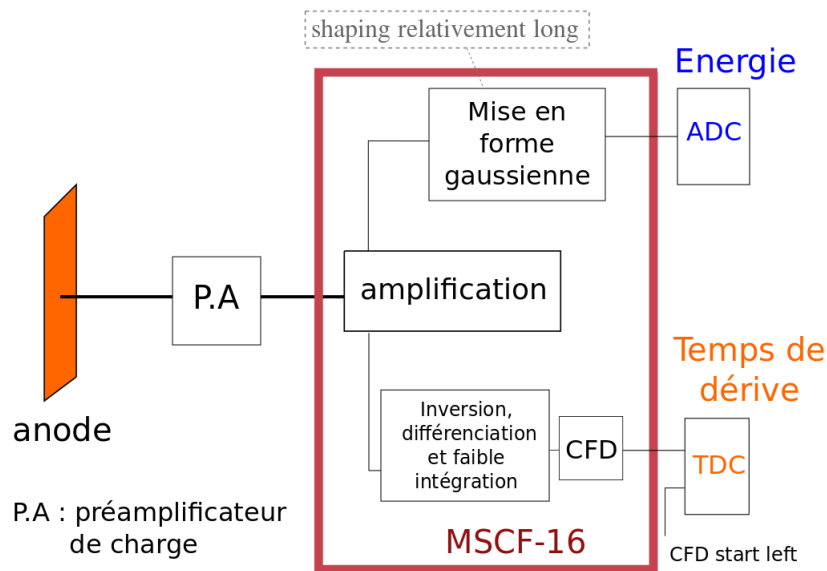 shaping relativement long
Energie
Mise en
forme
gaussienne
ADC
P.A
amplification
anode
Temps de
dérive
Inversion,
différenciation
et faible
intégration
CFD
TDC
P.A : préamplificateur
de charge
MSCF-16
CFD start left